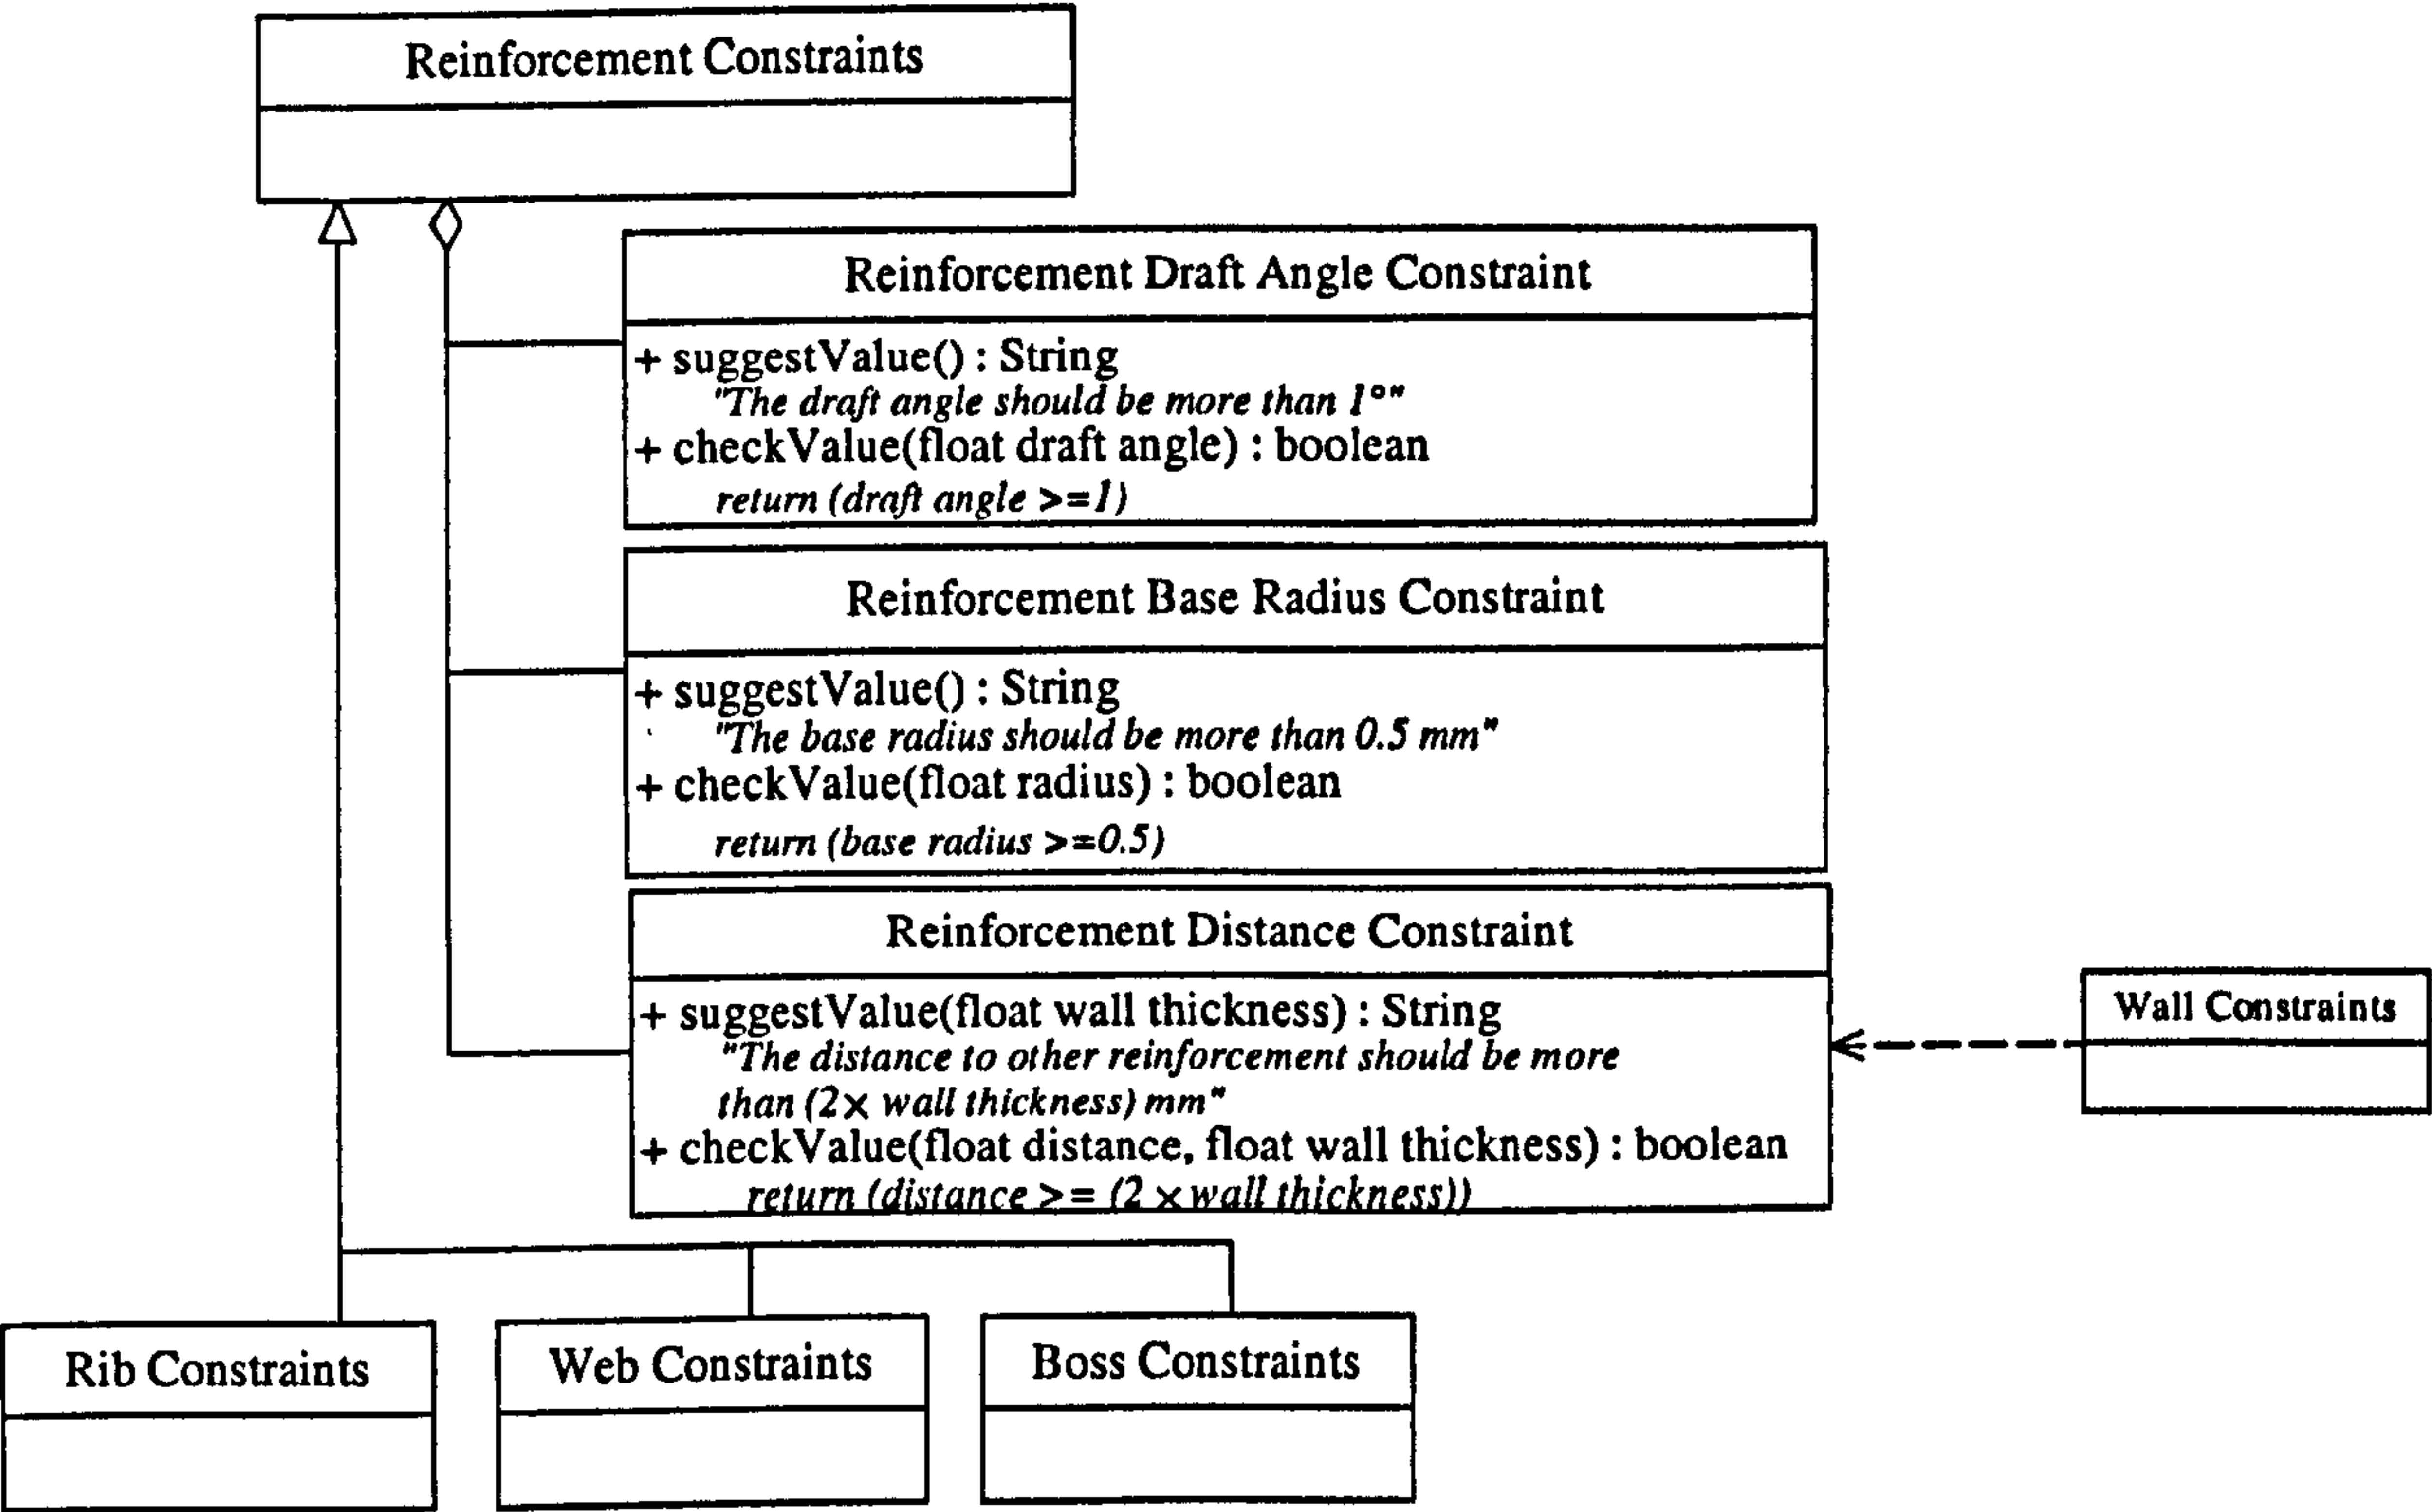 Reinforcement Constraints
Reinforcement Draft Angle Constraint
+ suggestValue() : String
"The draft angle should be more than 1°"
+ checkValue(float draft angle) : boolean
return (draft angle >=1)
Reinforcement Base Radius Constraint
+ suggestValue() : String
"The base radius should be more than 0.5 mm"
+ checkValue(float radius) : boolean
return (base radius >=0.5)
Reinforcement Distance Constraint
+ suggestValue(float wall thickness) : String
"The distance to other reinforcement should be more
than (2× wall thickness) mm"
+ checkValue(float distance, float wall thickness) : boolean
return (distance >= (2 × wall thickness))
Wall Constraints
Rib Constraints
Web Constraints
Boss Constraints